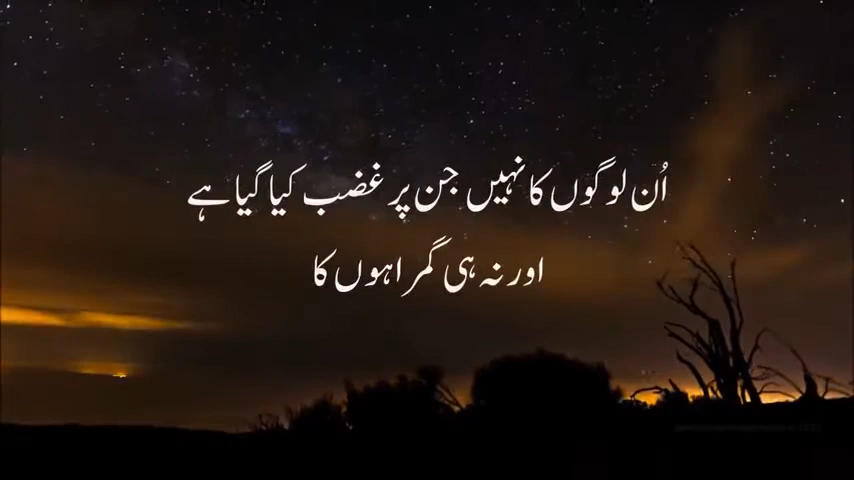 اُن لوگوں کا نہیں جن پر غضب کیا گیا ہے
اور نہ ہی گمراہوں کا